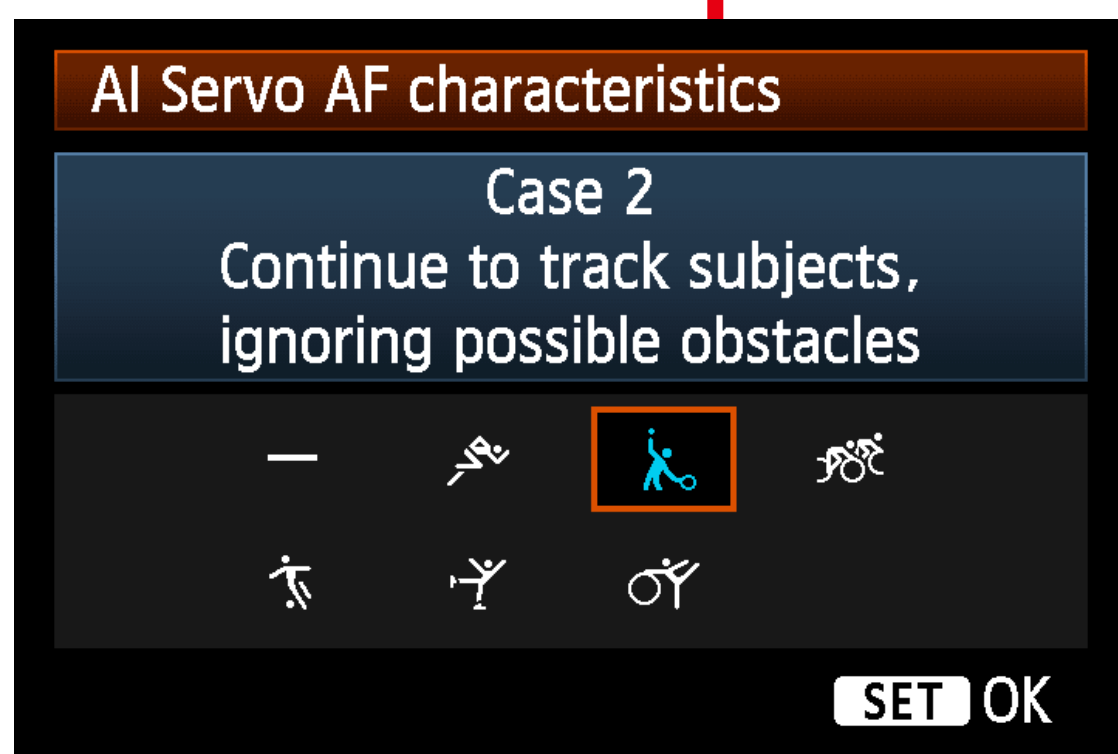 AI Servo AF characteristics
Case 2
Continue to track subjects,
ignoring possible obstacles
SET OK